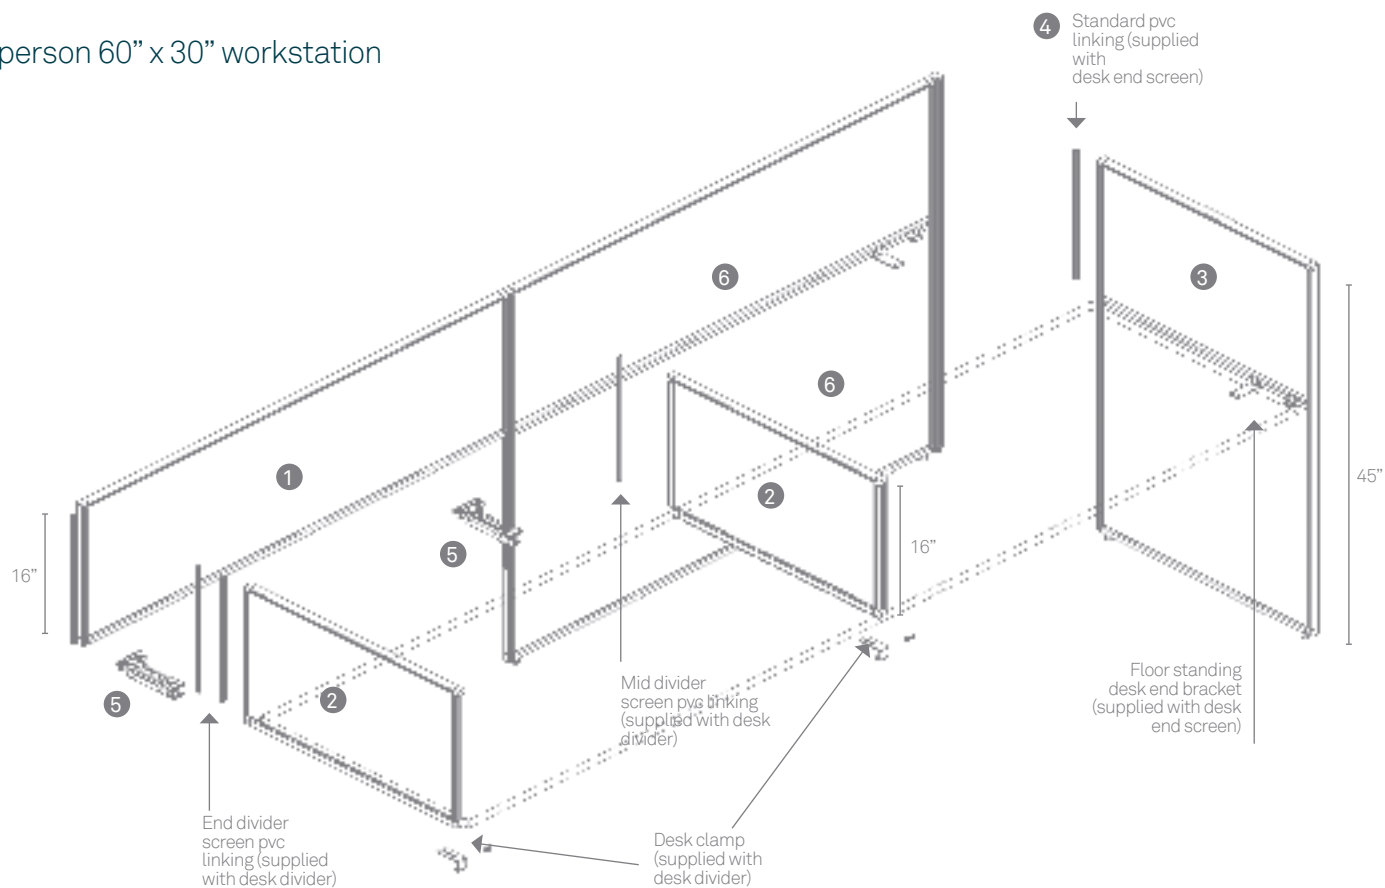 person 60” x 30” workstation
4
Standard pvc
linking (supplied
with
desk end screen)
6
3
6
45”
1
2
16”
5
16”
2
5
Mid divider
screen pvc linking
(supplied with desk
divider)
Floor standing
desk end bracket
(supplied with desk
end screen)
End divider
screen pvc
linking (supplied
with desk divider)
Desk clamp
(supplied with
desk divider)